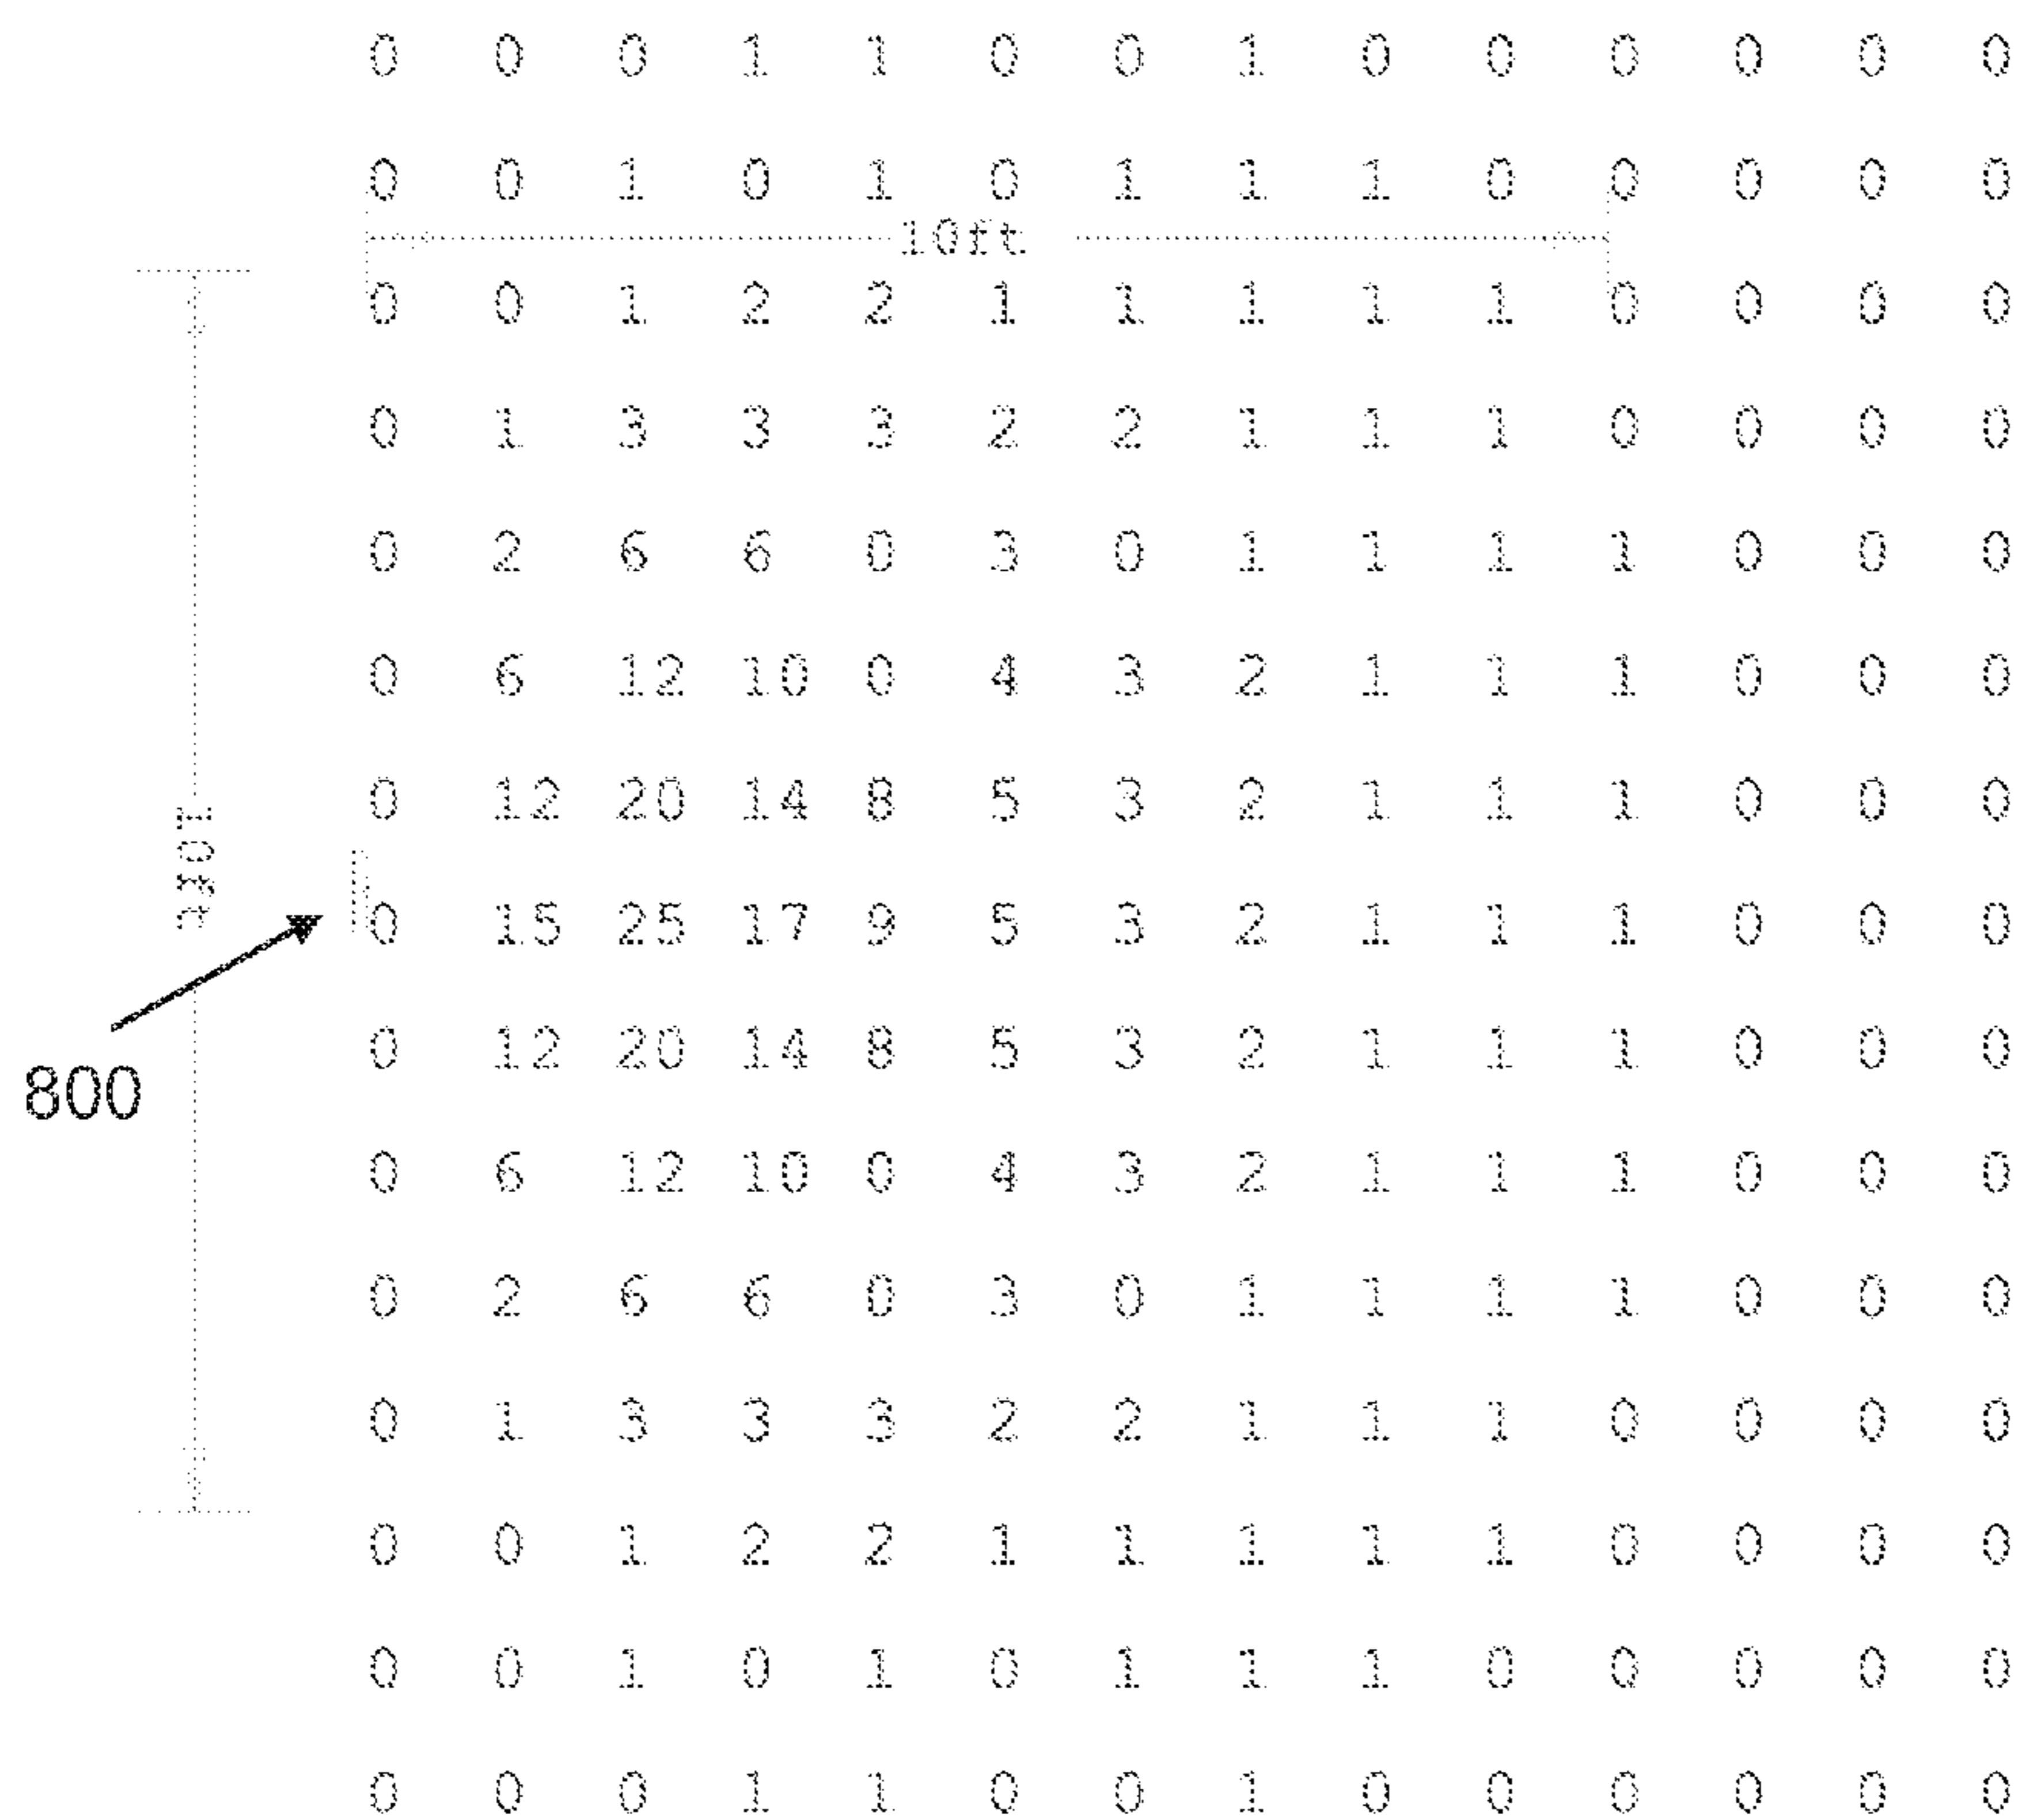 0 0 0 1 1 0 0 1 0 0 0 0 0 0
0 0 1 0 1 0 1 1 1 0 0 0 0 0
10ft
0 0 1 2 2 1 1 1 1 1 0 0 0 0
0 1 3 3 3 2 2 1 1 1 0 0 0 0
0 2 6 6 0 3 0 1 1 1 1 0 0 0
0 6 12 10 0 4 3 2 1 1 1 0 0 0
0 12 20 14 8 5 3 2 1 1 1 0 0 0
10ft
0 15 25 17 9 5 3 2 1 1 1 0 0 0
0 12 20 14 8 5 3 2 1 1 1 0 0 0
800
0 6 12 10 0 4 3 2 1 1 1 0 0 0
0 2 6 6 0 3 0 1 1 1 1 0 0 0
0 1 3 3 3 2 2 1 1 1 0 0 0 0
0 0 1 2 2 1 1 1 1 1 0 0 0 0
0 0 1 0 1 0 1 1 1 0 0 0 0 0
0 0 0 1 1 0 0 1 0 0 0 0 0 0